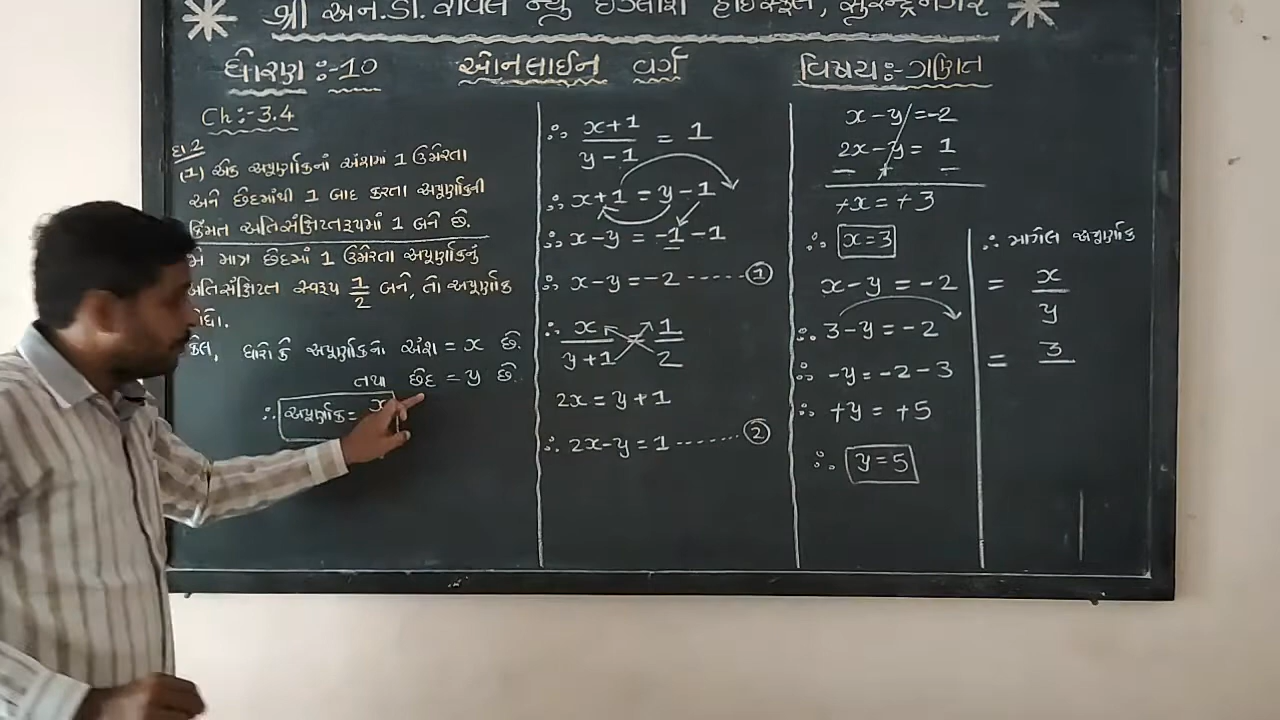 શ્રી એન.ડી. રાવલ ન્યુ ઇંગ્લીશ હાઇસ્કૂલ, સુરેન્દ્રનગર
ધોરણ :-10
ઓનલાઈન વર્ગ
વિષય :- ગણિત
Ch:-3.4
દા.2
(1) એક અપૂર્ણાંકનાં અંશમાં 1 ઉમેરતા
અને છેદમાંથી 1 બાદ કરતા અપૂર્ણાંકની
કિંમત અતિસંક્ષિપ્તરૂપમાં 1 બને છે.
માત્ર છેદમાં 1 ઉમેરતા અપૂર્ણાંકનું
અતિસંક્ષિપ્ત સ્વરૂપ 1/2 બને, તો અપૂર્ણાંક
ધારો કે અપૂર્ણાંકનો અંશ = x છે.
તથા છેદ = y છે.
∴ અપૂર્ણાંક = x
∴ x+1/y-1 = 1
∴ x+1 = y-1
∴ x-y = -1-1
∴ x-y = -2 ------ ①
∴ x/y+1 = 1/2
2x = y+1
∴ 2x-y = 1 ------- ②
x-y = -2
2x-y = 1
- + -
+x = +3
∴ x=3
x-y = -2
∴ 3-y = -2
∴ -y = -2-3
∴ +y = +5
∴ y=5
∴ માગેલ અપૂર્ણાંક
= x/y
= 3